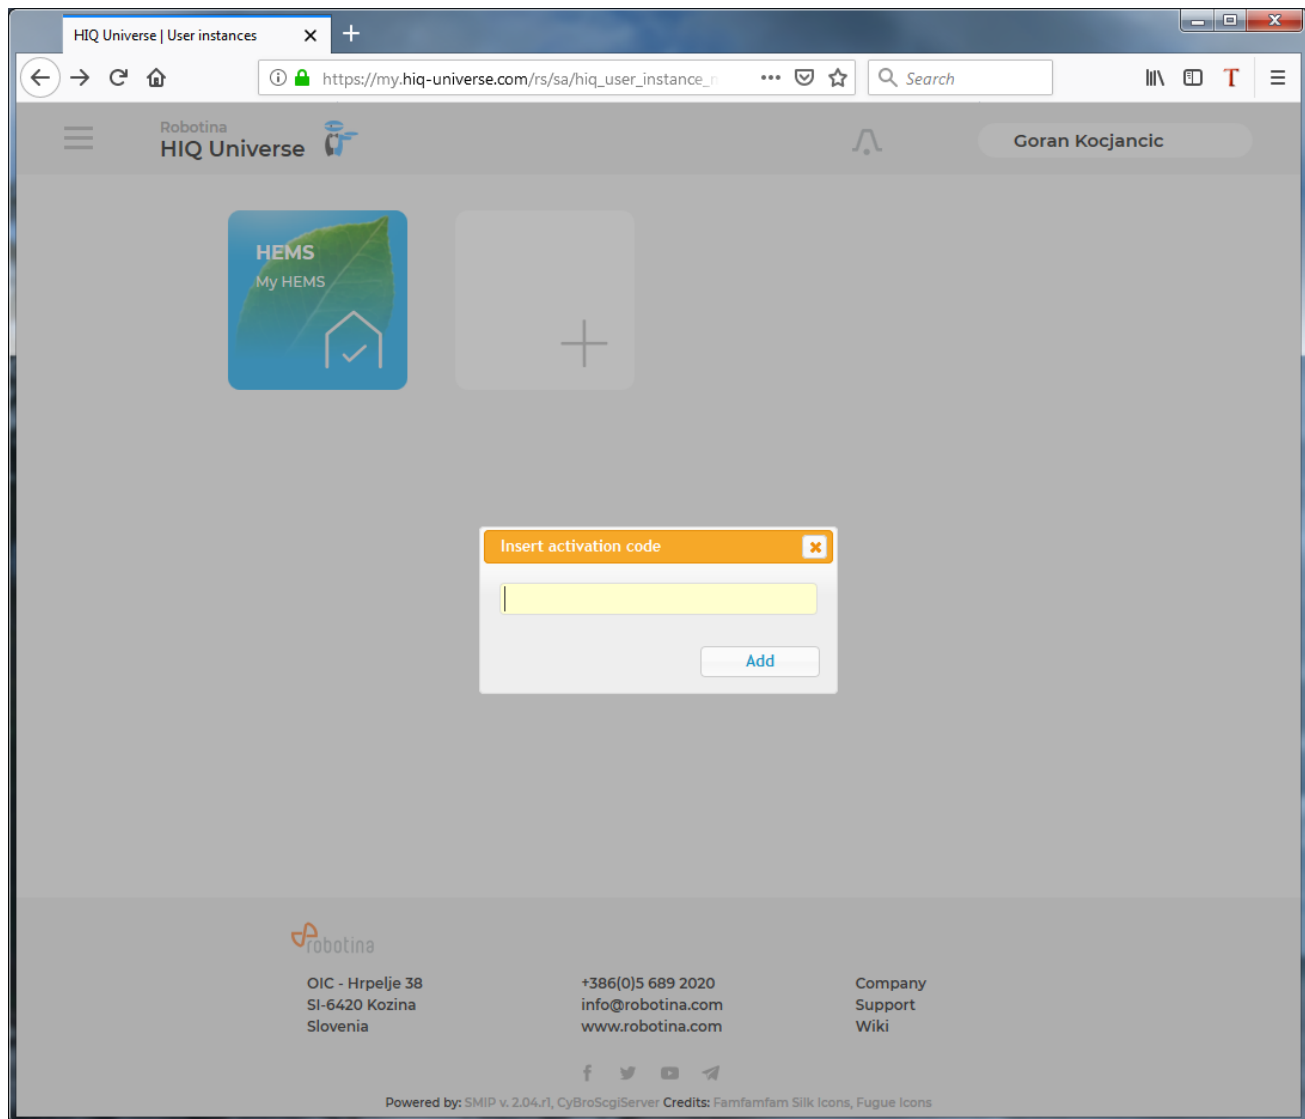 HIQ Universe | User instances
https://my.hiq-universe.com/rs/sa/hiq_user_instance_
Search
T
Robotina
HIQ Universe
Goran Kocjancic
HEMS
My HEMS
Insert activation code
Add
robotina
OIC - Hrpelje 38
SI-6420 Kozina
Slovenia
+386(0)5 689 2020
info@robotina.com
www.robotina.com
Company
Support
Wiki
Powered by: SMIP v. 2.04.r1, CyBroScgiServer Credits: Famfamfam Silk Icons, Fugue Icons